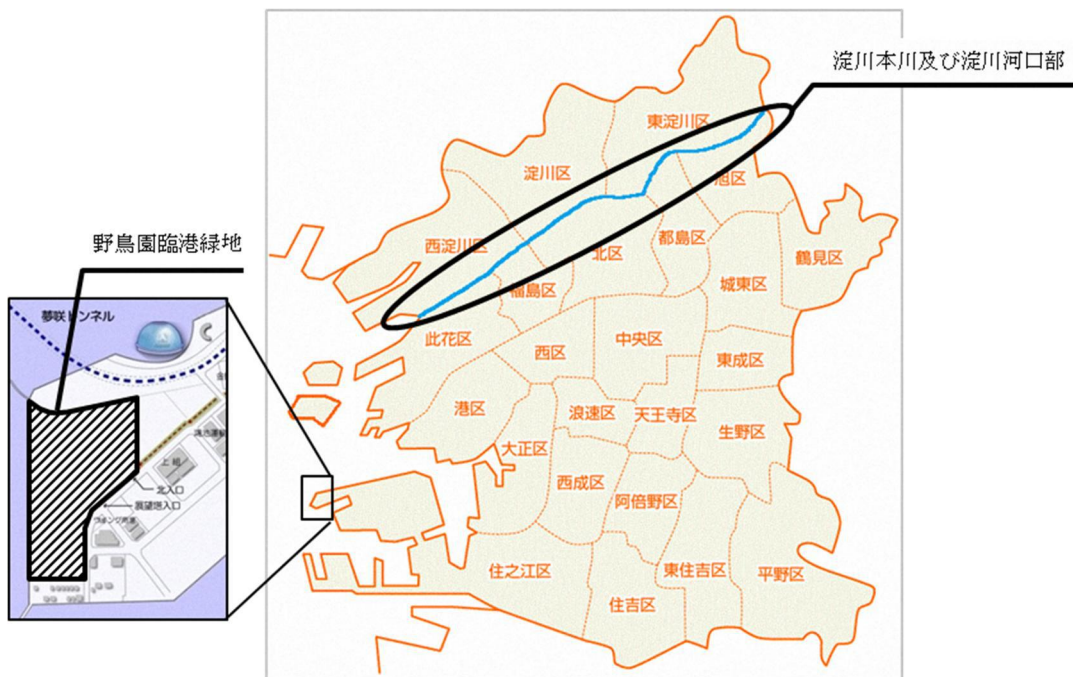 淀川本川及び淀川河口部
東淀川区
淀川区
旭区
西淀川区
北区
都島区
鶴見区
福島区
城東区
野鳥園臨港緑地
此花区
西区
中央区
東成区
夢咲トンネル
港区
浪速区
天王寺区
大正区
生野区
西成区
阿倍野区
上組
北入口
展望塔入口
住之江区
東住吉区
平野区
住吉区